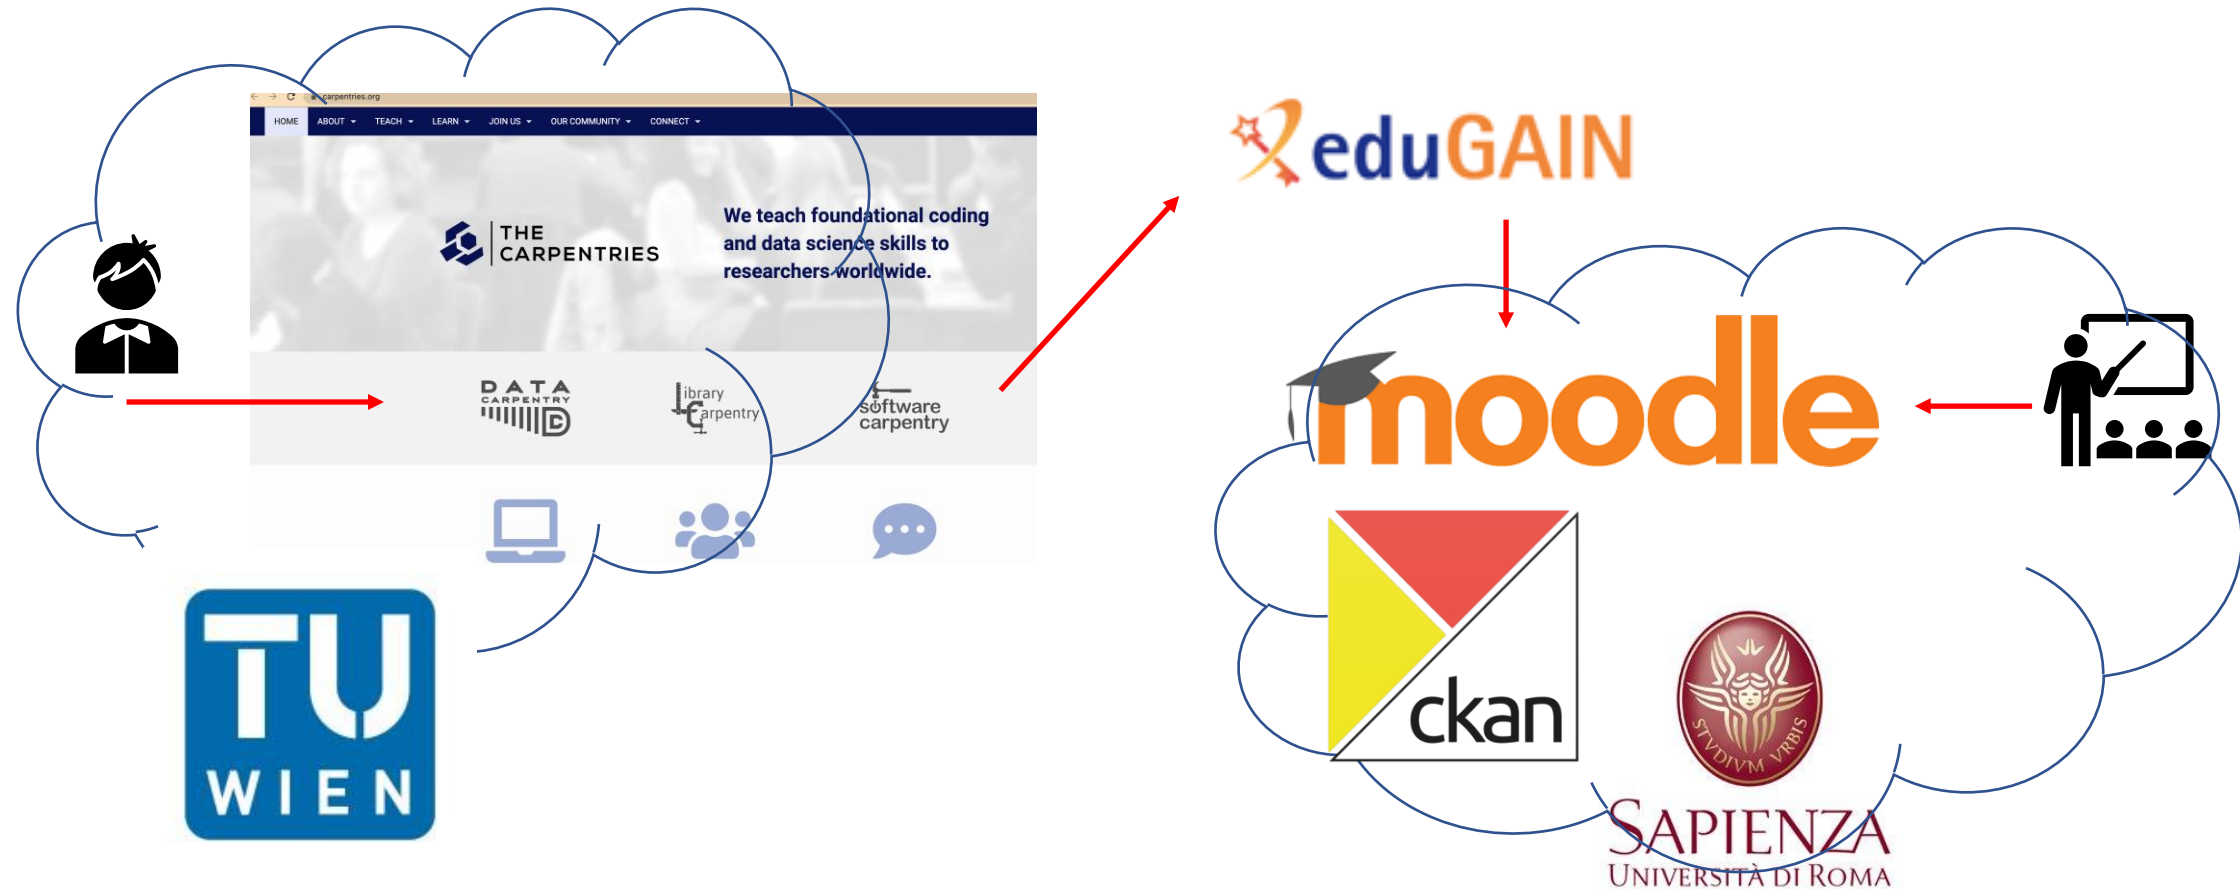 carpentries.org
HOME ABOUT TEACH LEARN JOIN US OUR COMMUNITY CONNECT
THE
CARPENTRIES
We teach foundational coding
and data science skills to
researchers worldwide.
DATA
CARPENTRY
DC
library
Carpentry
software
carpentry
TU
WIEN
eduGAIN
moodle
ckan
STVDIVM VRBIS
SAPIENZA
UNIVERSITÀ DI ROMA